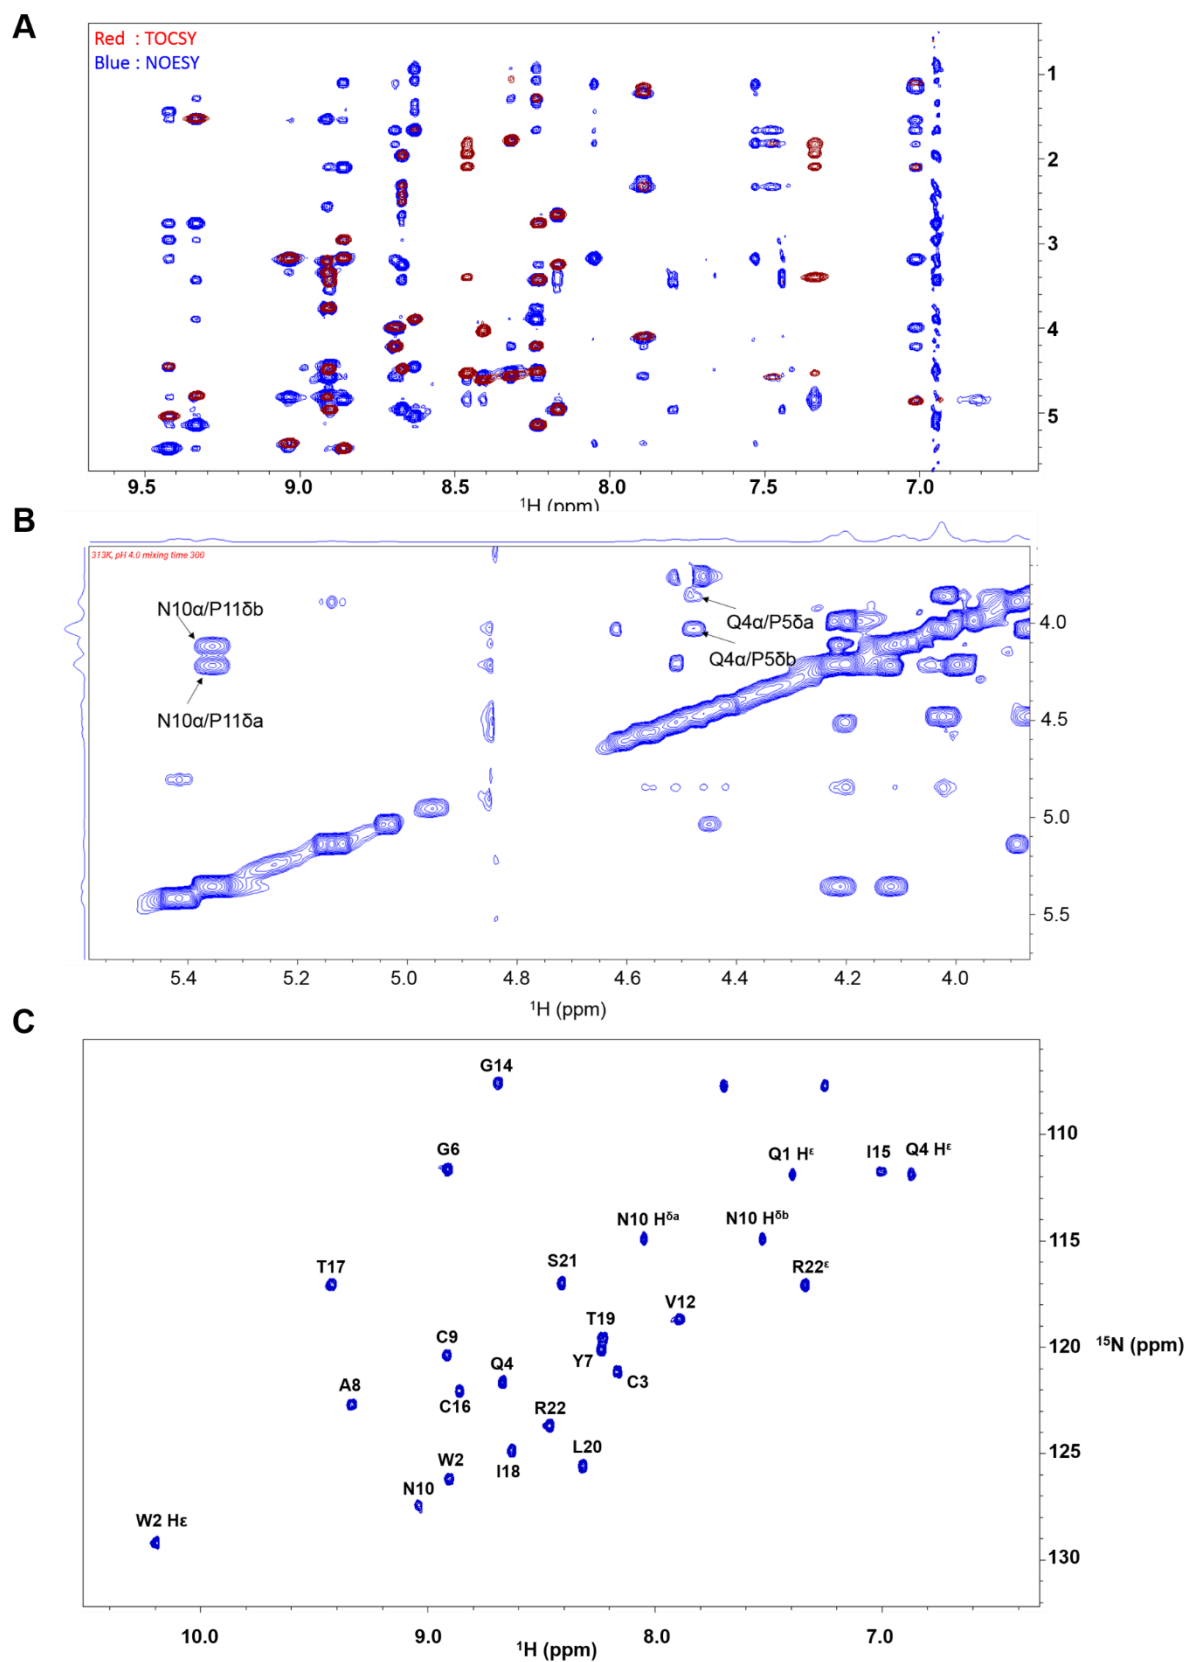 A
Red : TOCSY
Blue : NOESY
1
2
3
4
5
9.5 9.0 8.5 8.0 7.5 7.0
¹H (ppm)
B
313K, pH 4.0 mixing time 300
N10α/P11δb
N10α/P11δa
Q4α/P5δa
Q4α/P5δb
4.0
4.5
5.0
5.5
5.4 5.2 5.0 4.8 4.6 4.4 4.2 4.0
¹H (ppm)
C
G14
G6
Q1 Hᵋ
I15
Q4 Hᵋ
110
N10 Hᵟᵃ
N10 Hᵟᵇ
115
T17
S21
R22ᵋ
V12
T19
C9
Y7
120
¹⁵N (ppm)
Q4
C3
A8
C16
R22
I18
L20
125
W2
N10
W2 Hε
130
10.0 9.0 8.0 7.0
¹H (ppm)